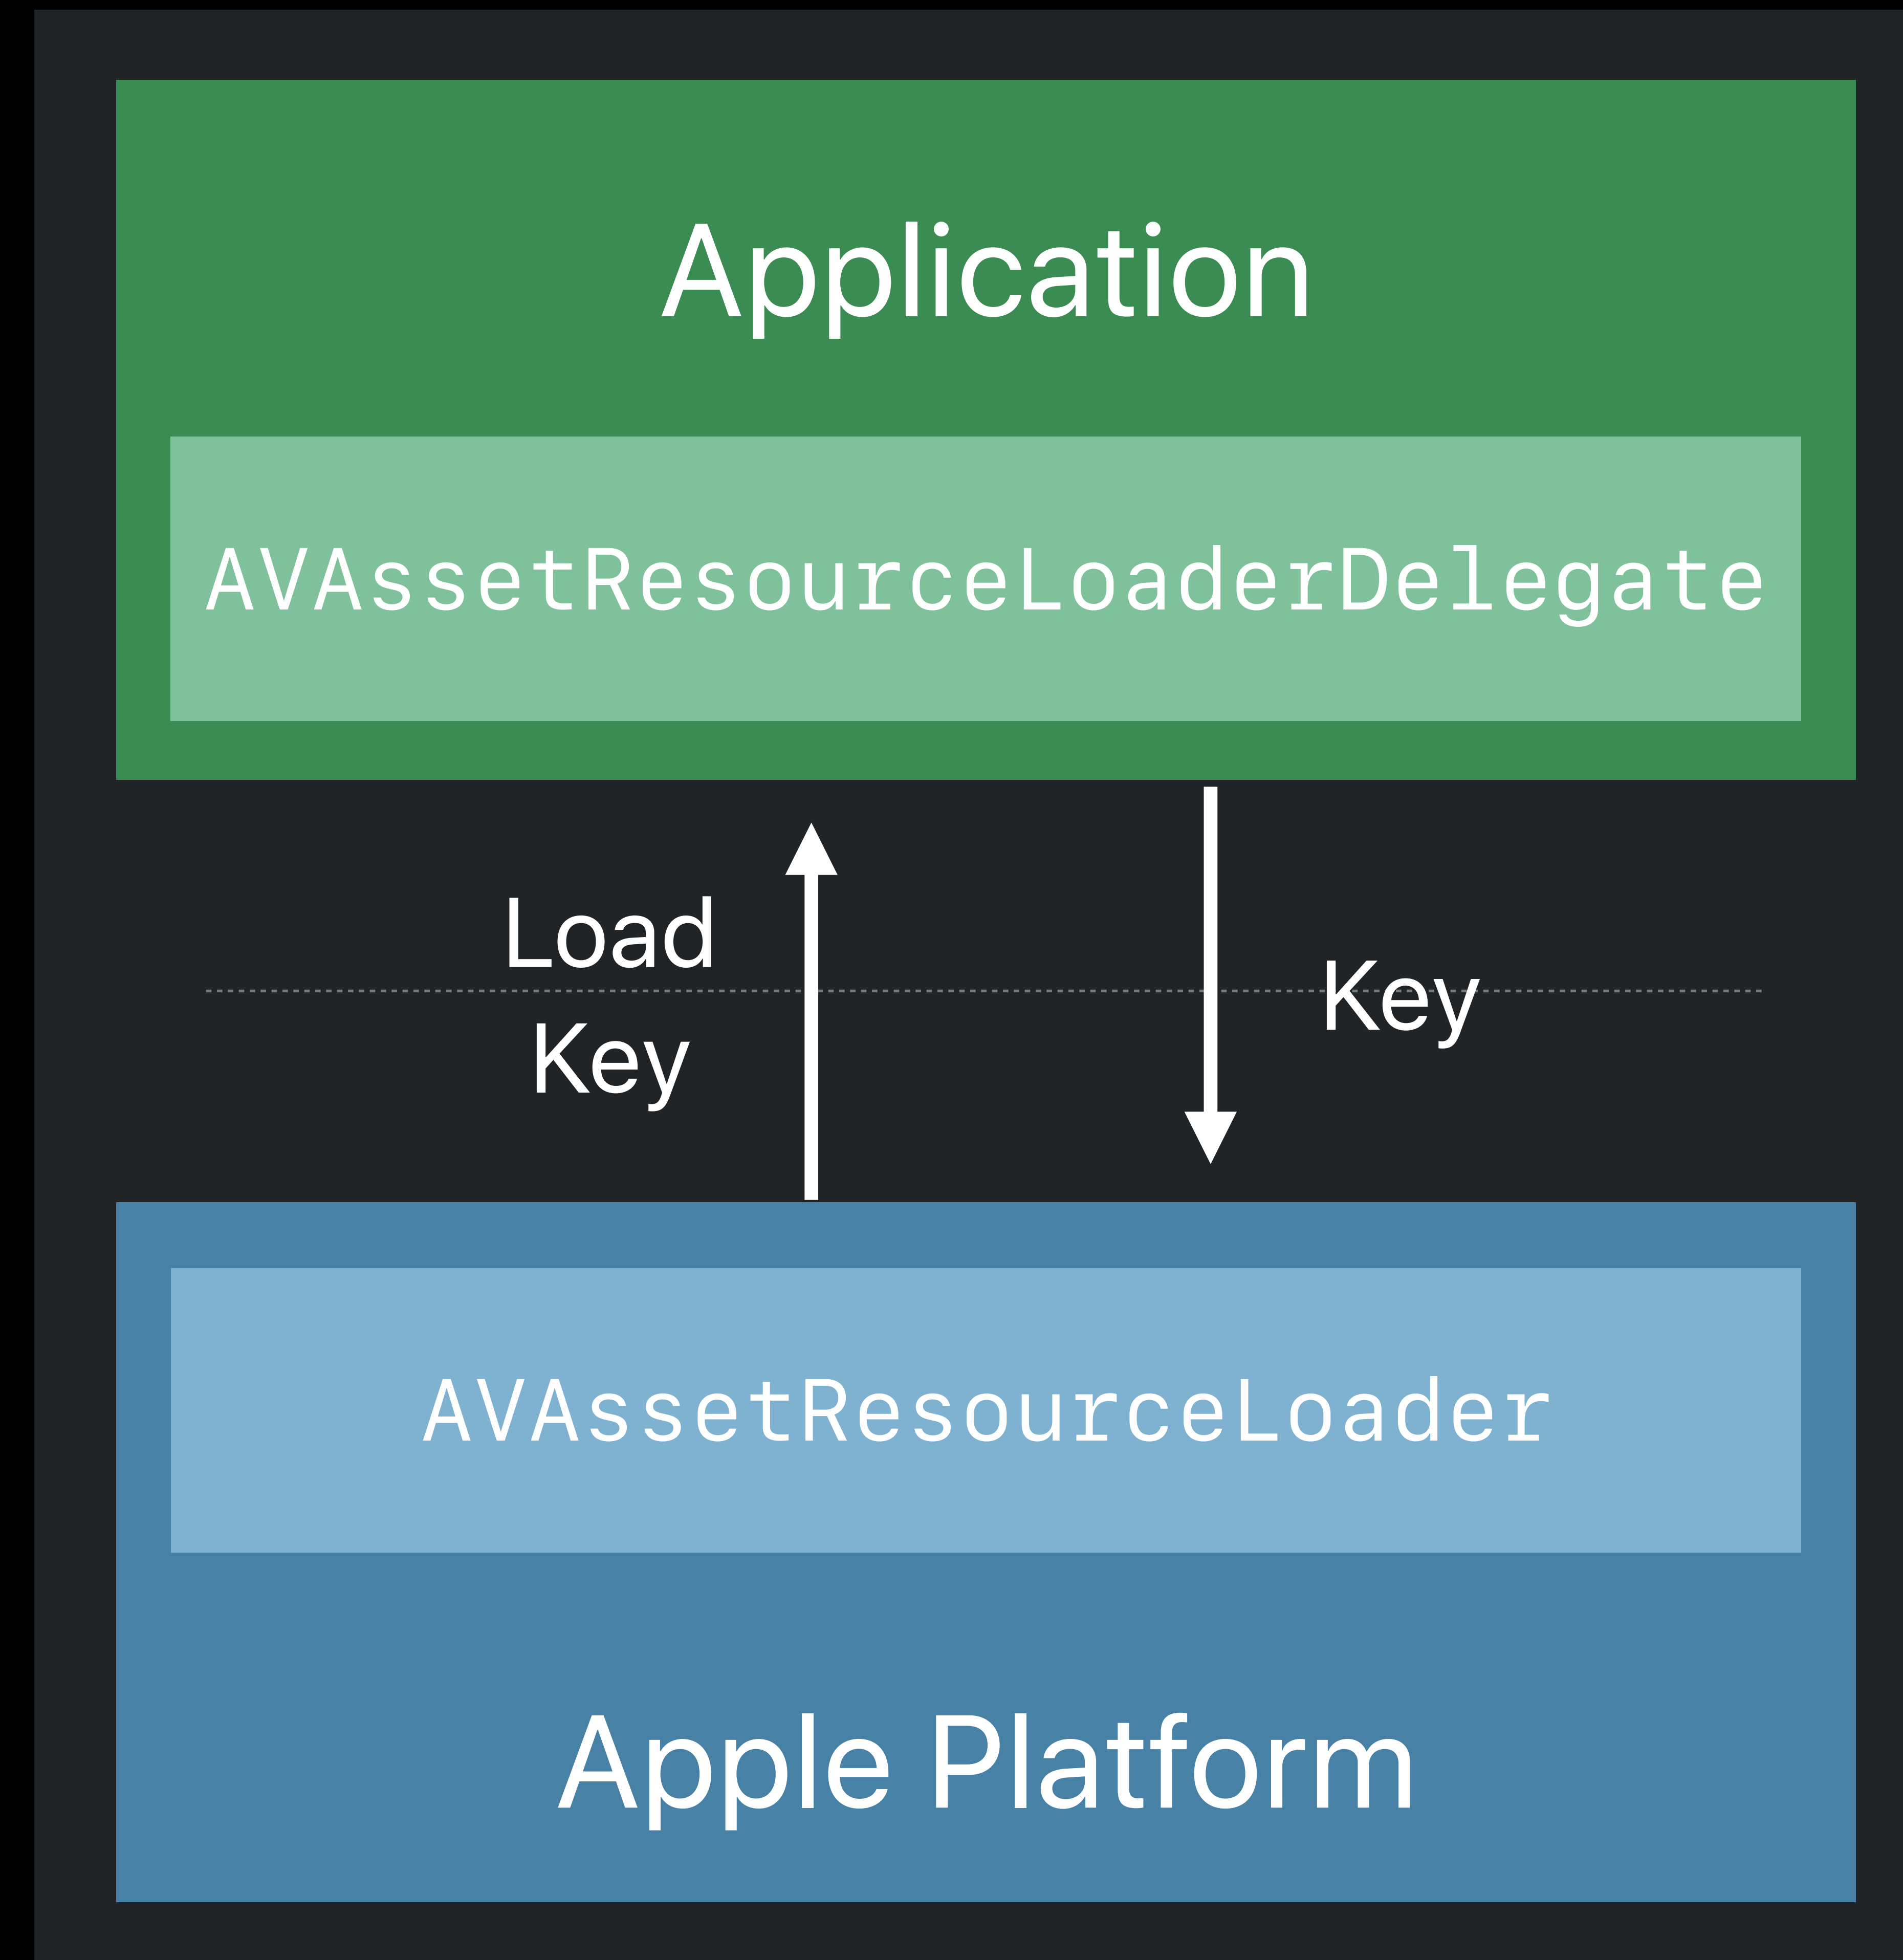 Application
AVAssetResourceLoaderDelegate
Load
Key
Key
AVAssetResourceLoader
Apple Platform